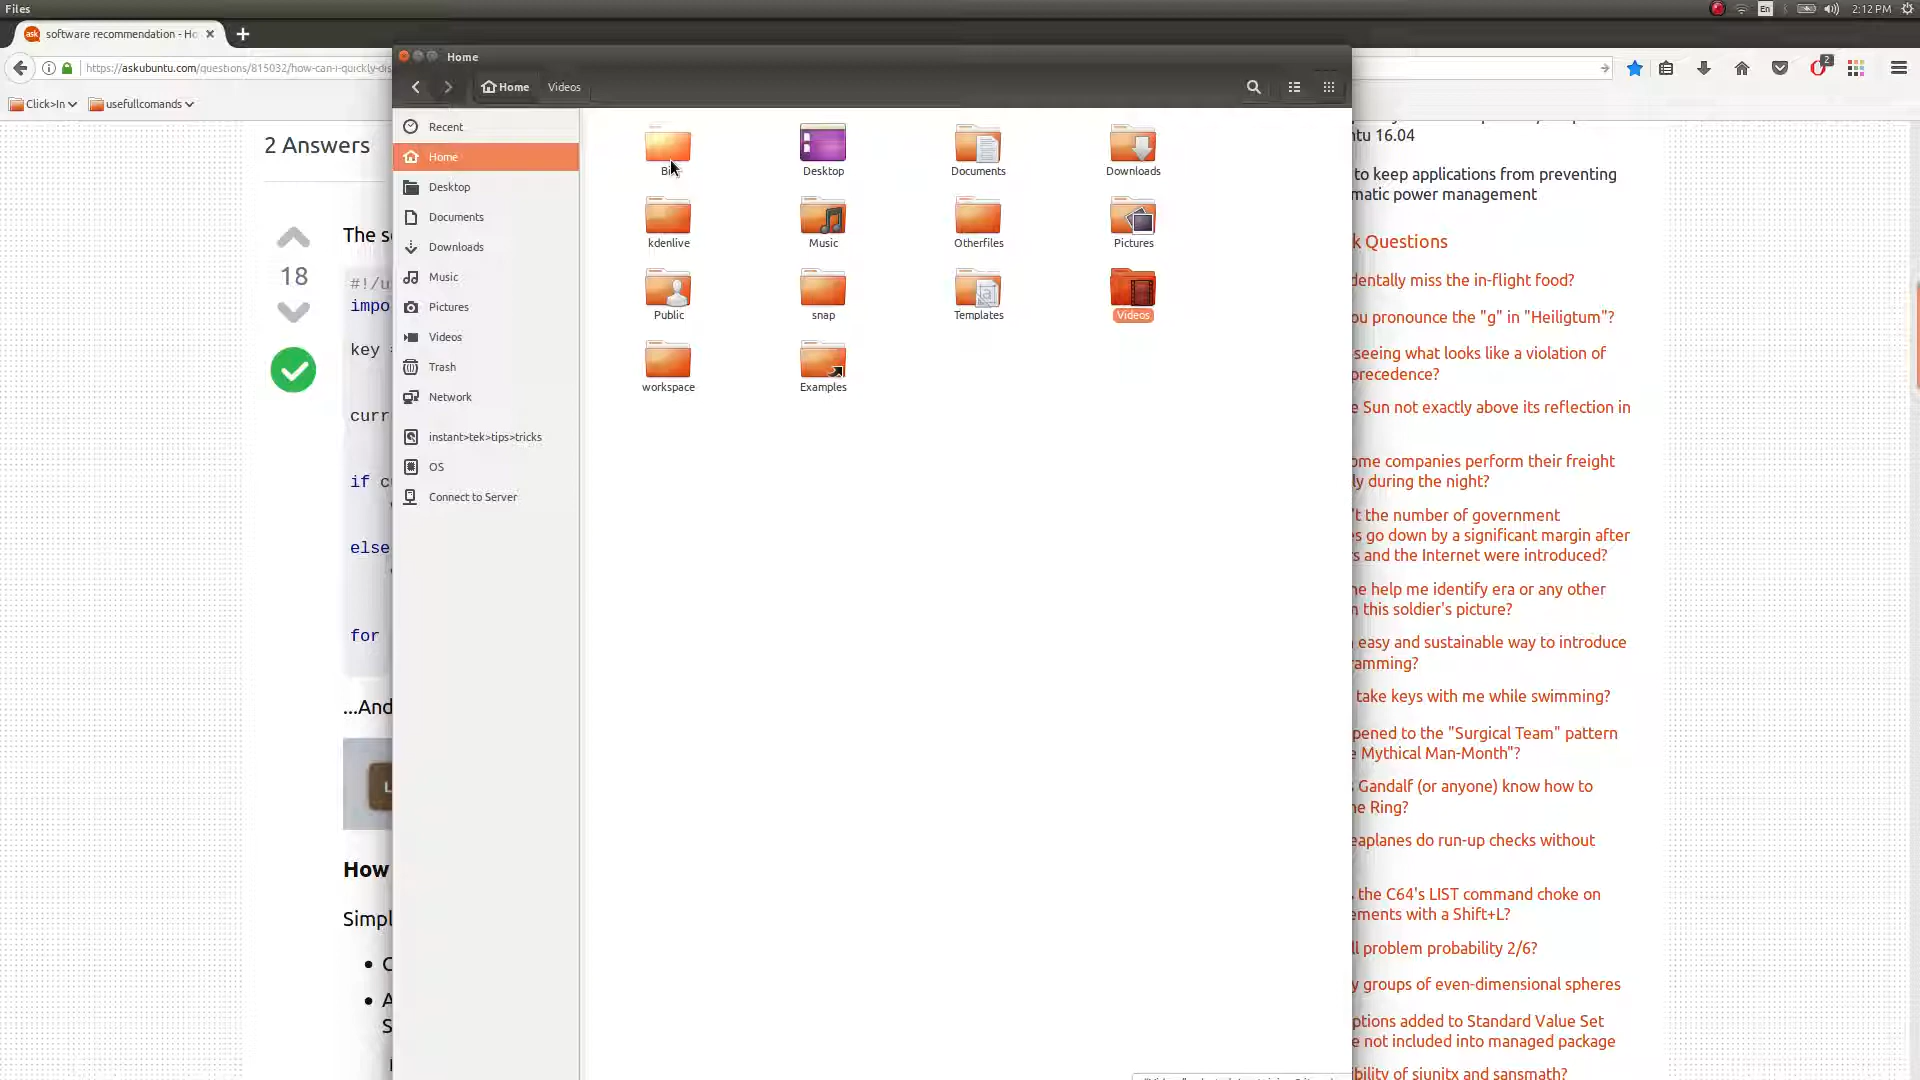 Files
En
2:12 PM
software recommendation - Ho
https://askubuntu.com/questions/815032/how-can-i-quickly-dis
2
Click>In
usefullcomands
Home
Home
Videos
Recent
Home
Desktop
Documents
Downloads
Music
Pictures
Videos
Trash
Network
instant>tek>tips>tricks
OS
Connect to Server
Desktop
Documents
Downloads
kdenlive
Music
Otherfiles
Pictures
Public
snap
Templates
Videos
workspace
Examples
2 Answers
18
The s
#!/u
impo
key =
curr
if c
else
for
...And
L
How
Simpl
ntu 16.04
to keep applications from preventing
matic power management
k Questions
dentally miss the in-flight food?
ou pronounce the "g" in "Heiligtum"?
seeing what looks like a violation of
precedence?
e Sun not exactly above its reflection in
ome companies perform their freight
ly during the night?
't the number of government
es go down by a significant margin after
rs and the Internet were introduced?
ne help me identify era or any other
n this soldier's picture?
easy and sustainable way to introduce
ramming?
take keys with me while swimming?
pened to the "Surgical Team" pattern
e Mythical Man-Month"?
s Gandalf (or anyone) know how to
he Ring?
eaplanes do run-up checks without
the C64's LIST command choke on
ements with a Shift+L?
ll problem probability 2/6?
y groups of even-dimensional spheres
ptions added to Standard Value Set
e not included into managed package
ibility of siunitx and sansmath?